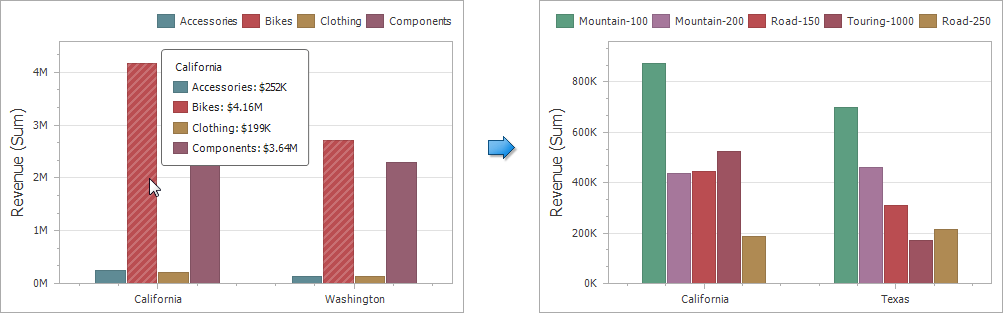 Accessories Bikes Clothing Components
Revenue (Sum)
4M
3M
2M
1M
0M
California
Accessories: $252K
Bikes: $4.16M
Clothing: $199K
Components: $3.64M
California Washington
Mountain-100 Mountain-200 Road-150 Touring-1000 Road-250
Revenue (Sum)
800K
600K
400K
200K
0K
California Texas